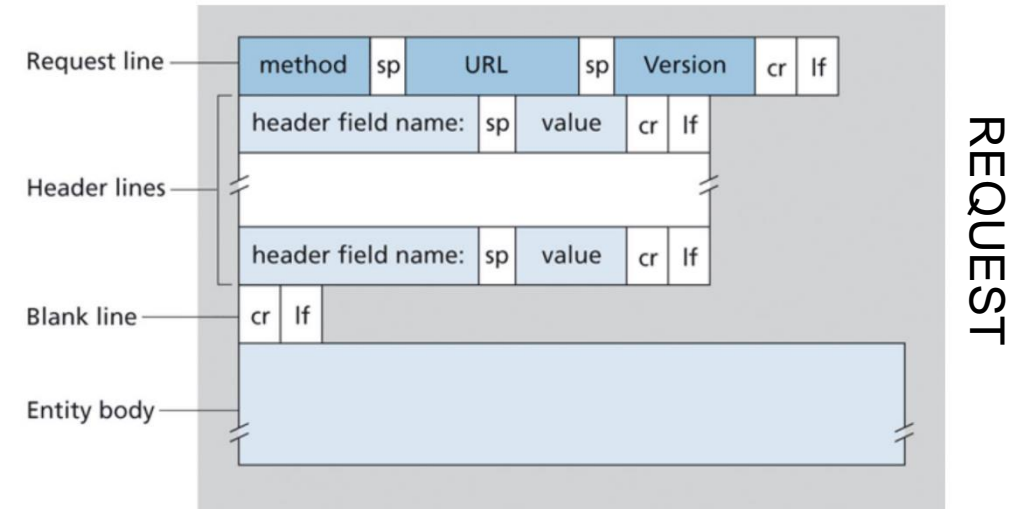 Request line method sp URL sp Version cr lf
header field name: sp value cr lf
Header lines
header field name: sp value cr lf
Blank line cr lf
Entity body
REQUEST